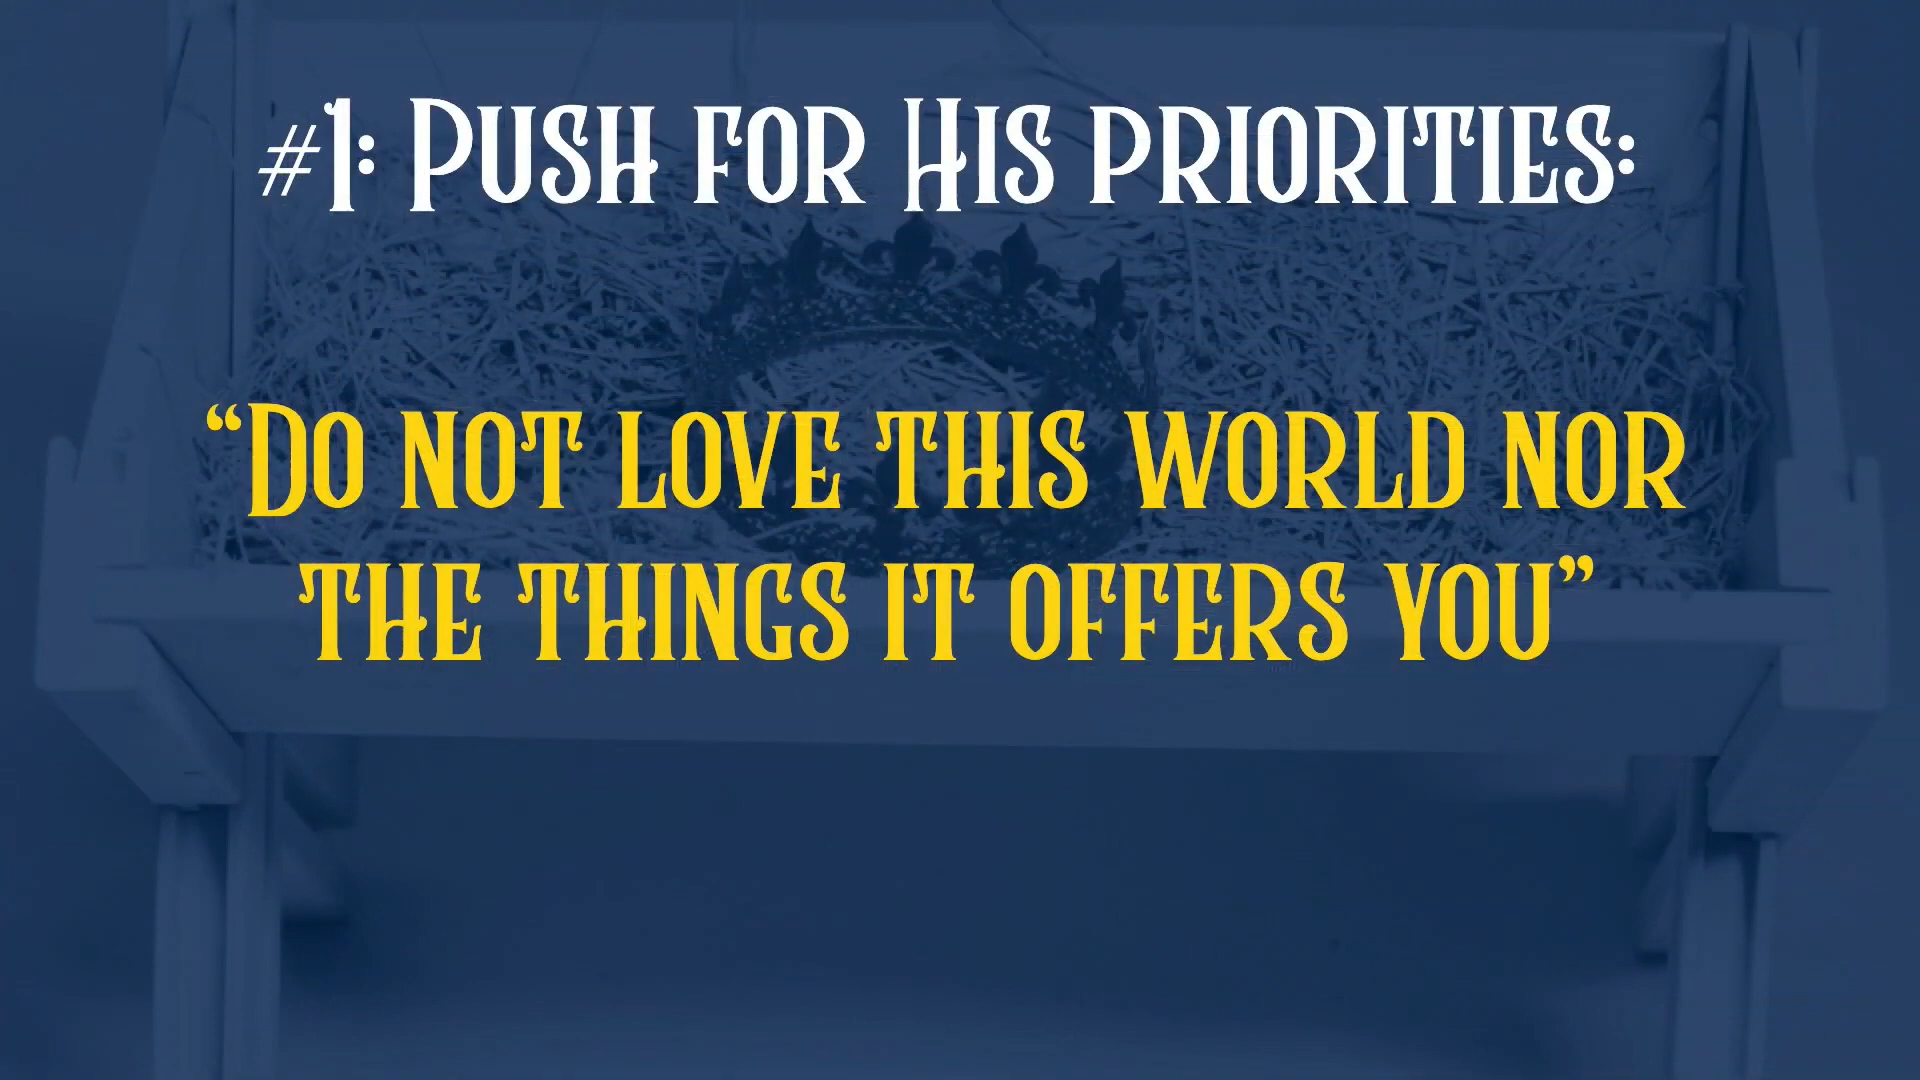 #1: Push for His priorities:
“Do not love this world nor
the things it offers you”